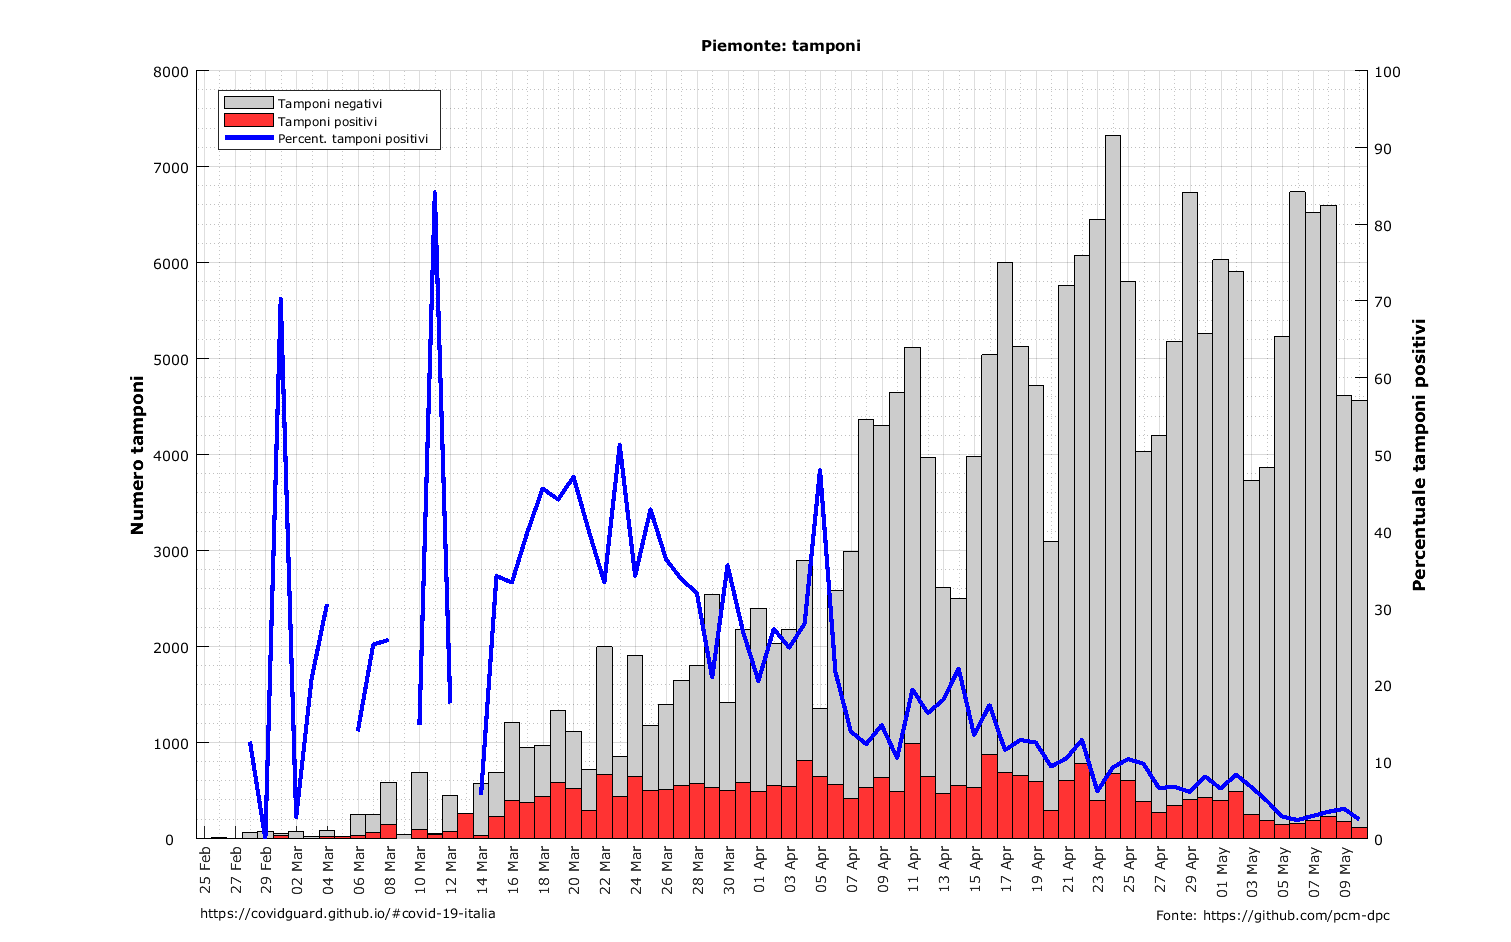 Piemonte: tamponi
8000
7000
6000
5000
4000
3000
2000
1000
0
Numero tamponi
Tamponi negativi
Tamponi positivi
Percent. tamponi positivi
100
90
80
70
60
50
40
30
20
10
0
Percentuale tamponi positivi
25 Feb
27 Feb
29 Feb
02 Mar
04 Mar
06 Mar
08 Mar
10 Mar
12 Mar
14 Mar
16 Mar
18 Mar
20 Mar
22 Mar
24 Mar
26 Mar
28 Mar
30 Mar
01 Apr
03 Apr
05 Apr
07 Apr
09 Apr
11 Apr
13 Apr
15 Apr
17 Apr
19 Apr
21 Apr
23 Apr
25 Apr
27 Apr
29 Apr
01 May
03 May
05 May
07 May
09 May
https://covidguard.github.io/#covid-19-italia
Fonte: https://github.com/pcm-dpc